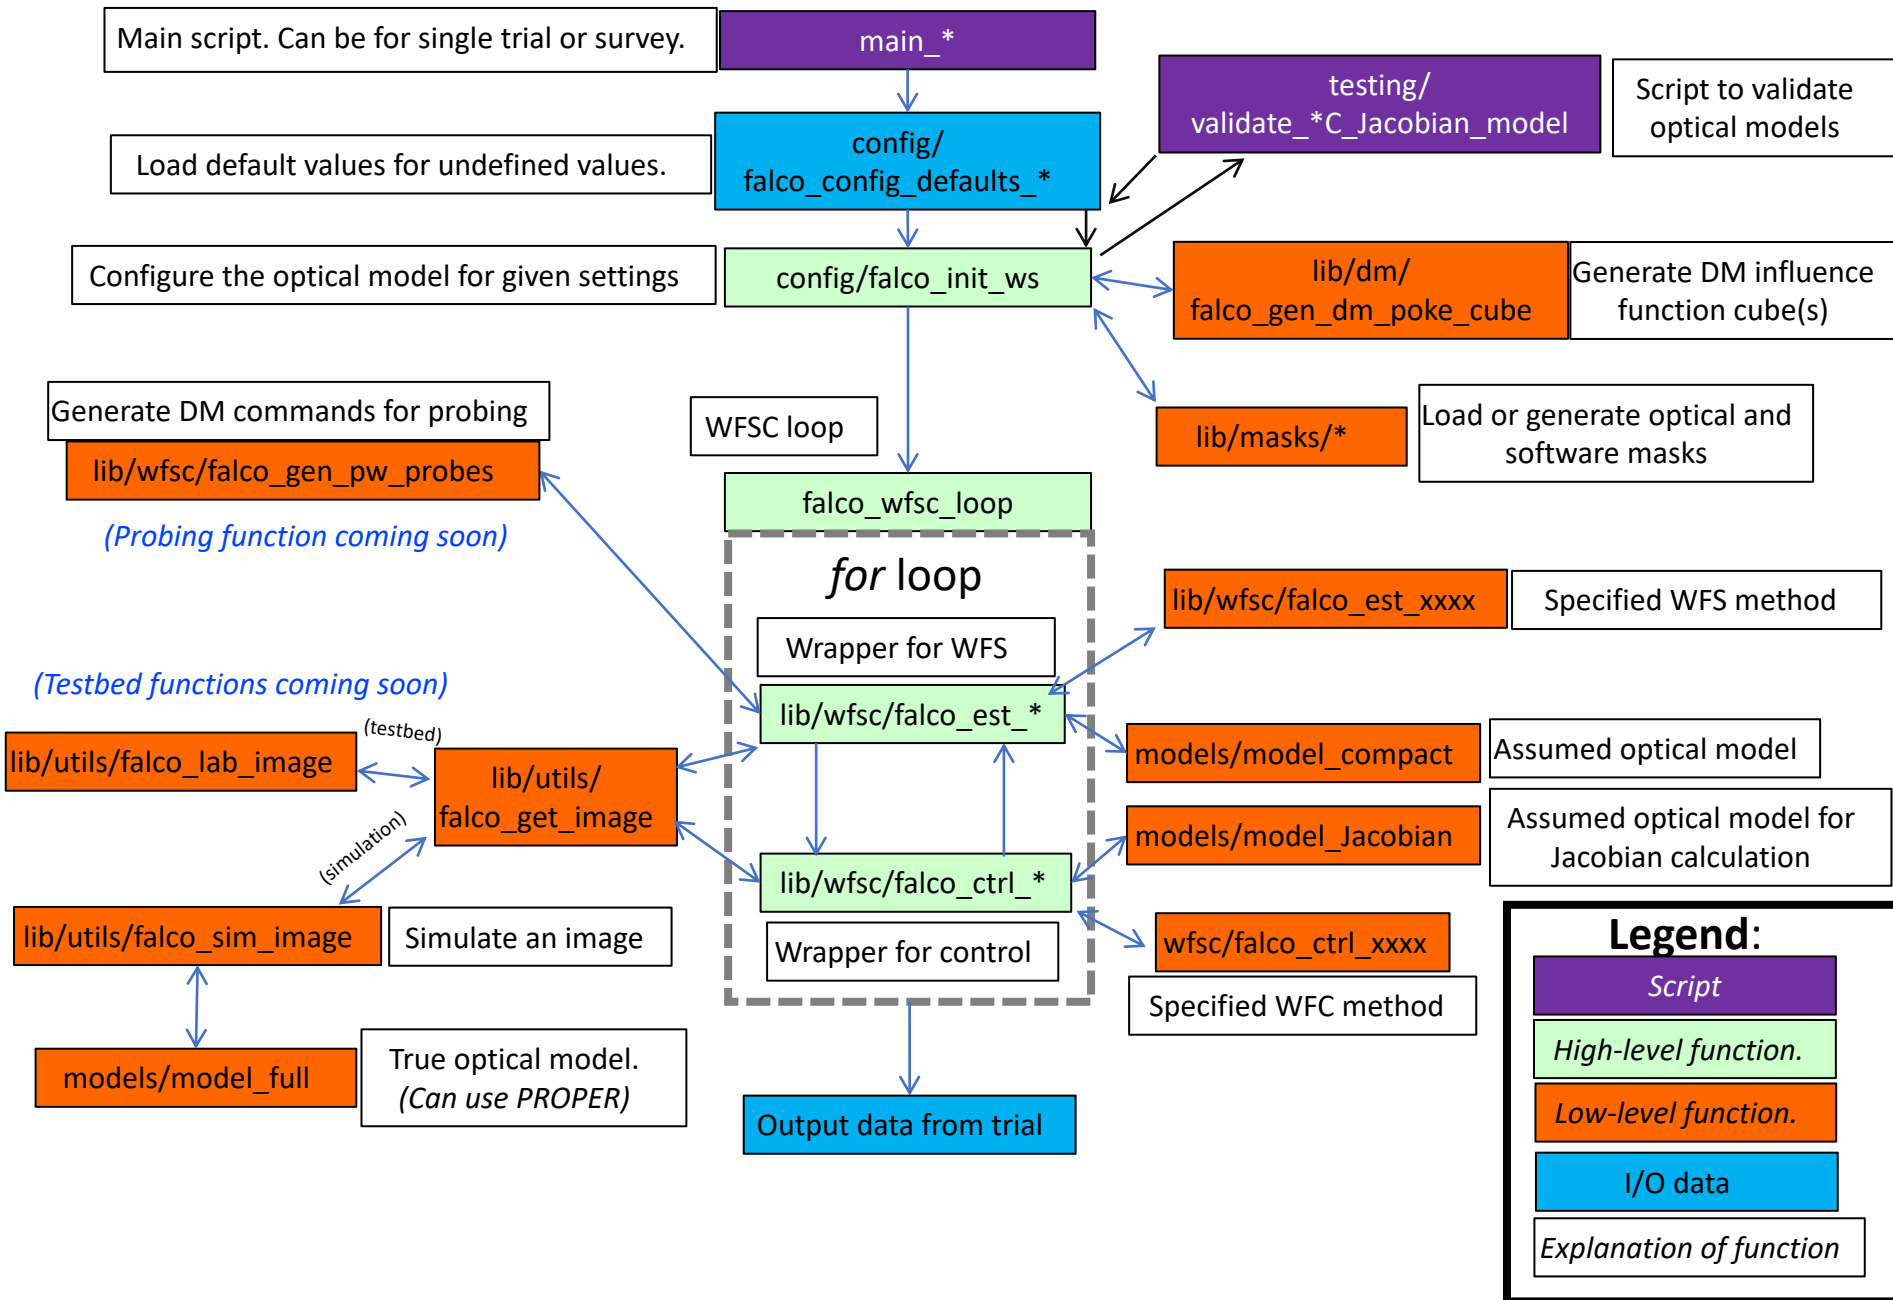 Main script. Can be for single trial or survey.
main_*
testing/
validate_*C_Jacobian_model
Script to validate
optical models
Load default values for undefined values.
config/
falco_config_defaults_*
Configure the optical model for given settings
config/falco_init_ws
lib/dm/
falco_gen_dm_poke_cube
Generate DM influence
function cube(s)
Generate DM commands for probing
lib/wfsc/falco_gen_pw_probes
(Probing function coming soon)
WFSC loop
lib/masks/*
Load or generate optical and
software masks
falco_wfsc_loop
for loop
Wrapper for WFS
lib/wfsc/falco_est_*
lib/wfsc/falco_est_xxxx
Specified WFS method
(Testbed functions coming soon)
lib/utils/falco_lab_image
(testbed)
lib/utils/
falco_get_image
(simulation)
models/model_compact
Assumed optical model
models/model_Jacobian
Assumed optical model for
Jacobian calculation
lib/wfsc/falco_ctrl_*
Wrapper for control
wfsc/falco_ctrl_xxxx
Specified WFC method
lib/utils/falco_sim_image
Simulate an image
models/model_full
True optical model.
(Can use PROPER)
Output data from trial
Legend:
Script
High-level function.
Low-level function.
I/O data
Explanation of function